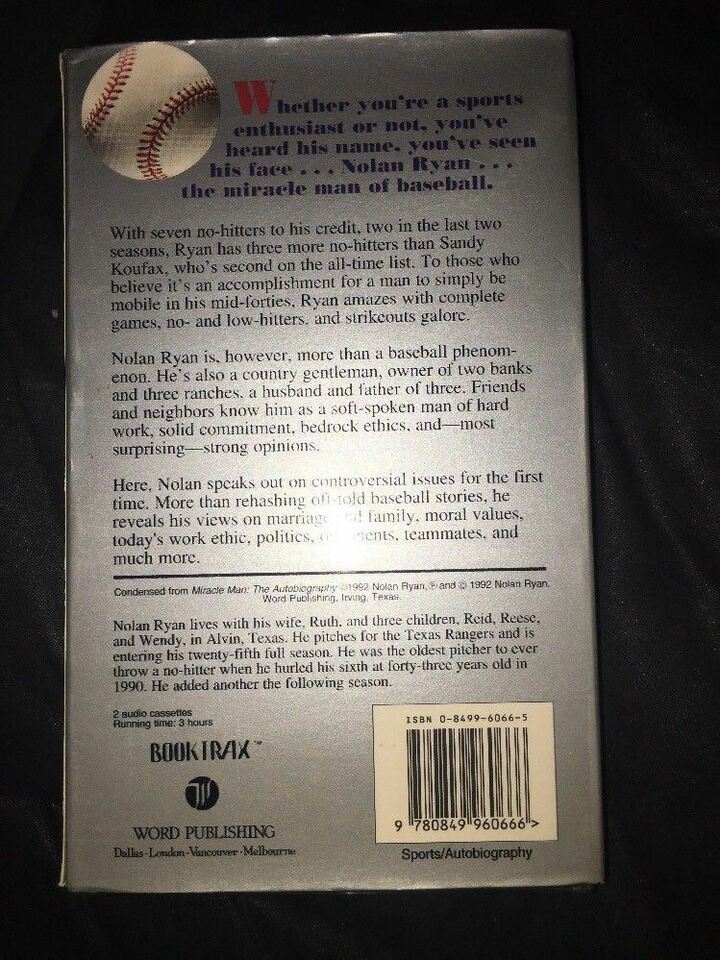 Whether you're a sports
enthusiast or not, you've
heard his name, you've seen
his face . . . Nolan Ryan . . .
the miracle man of baseball.
With seven no-hitters to his credit, two in the last two
seasons, Ryan has three more no-hitters than Sandy
Koufax, who's second on the all-time list. To those who
believe it's an accomplishment for a man to simply be
mobile in his mid-forties, Ryan amazes with complete
games, no- and low-hitters, and strikeouts galore.
Nolan Ryan is, however, more than a baseball phenom-
enon. He's also a country gentleman, owner of two banks
and three ranches, a husband and father of three. Friends
and neighbors know him as a soft-spoken man of hard
work, solid commitment, bedrock ethics, and—most
surprising—strong opinions.
Here, Nolan speaks out on controversial issues for the first
time. More than rehashing oft-told baseball stories, he
reveals his views on marriage family, moral values,
today's work ethic, politics, teammates, and
much more.
Condensed from Miracle Man: The Autobiography ©1992 Nolan Ryan, ℗ and © 1992 Nolan Ryan.
Word Publishing, Irving, Texas.
Nolan Ryan lives with his wife, Ruth, and three children, Reid, Reese,
and Wendy, in Alvin, Texas. He pitches for the Texas Rangers and is
entering his twenty-fifth full season. He was the oldest pitcher to ever
throw a no-hitter when he hurled his sixth at forty-three years old in
1990. He added another the following season.
2 audio cassettes
Running time: 3 hours
BOOKTRAX™
W
WORD PUBLISHING
Dallas · London · Vancouver · Melbourne
ISBN 0-8499-6066-5
9 780849 960666 >
Sports/Autobiography